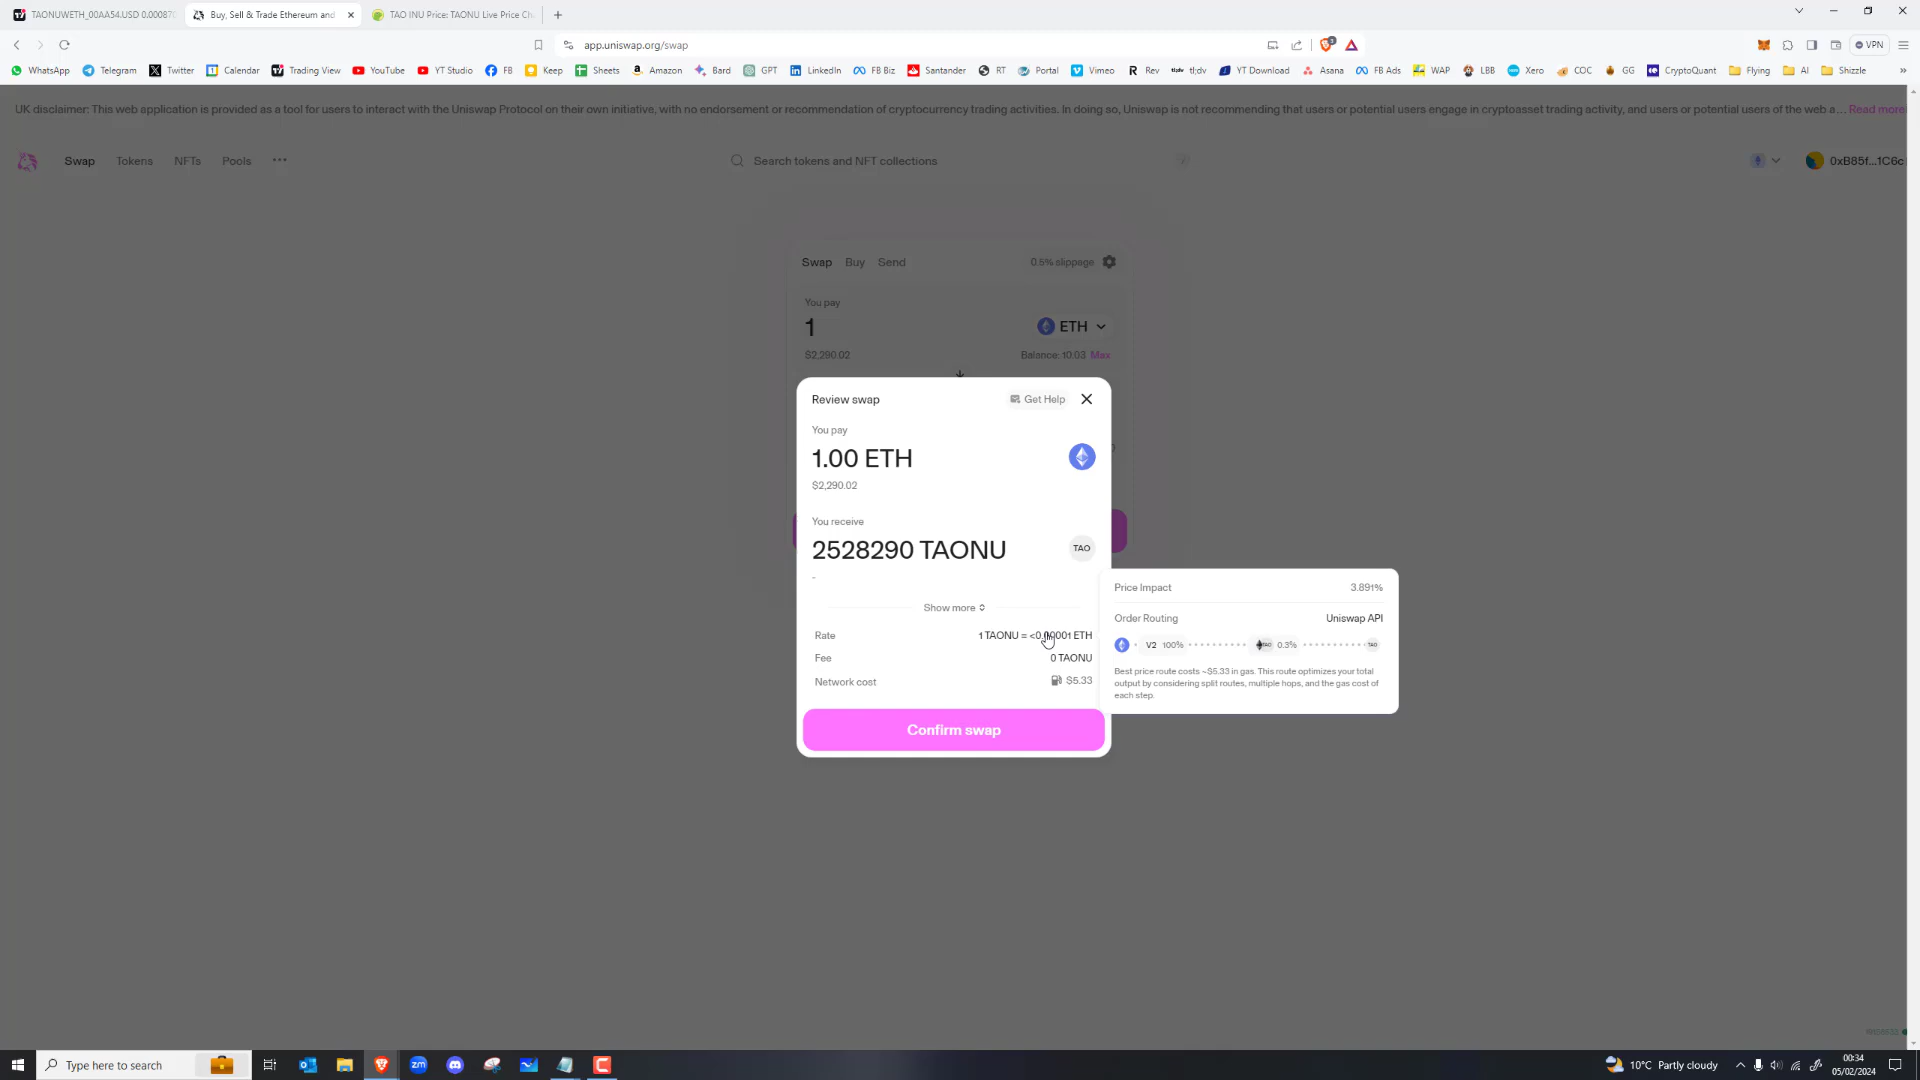 TAONUWETH_00AA54.USD 0.00087
Buy, Sell & Trade Ethereum and
TAO INU Price: TAONU Live Price Ch
app.uniswap.org/swap
VPN
WhatsApp
Telegram
Twitter
Calendar
Trading View
YouTube
YT Studio
FB
Keep
Sheets
Amazon
Bard
GPT
LinkedIn
FB Biz
Santander
RT
Portal
Vimeo
Rev
tl;dv
YT Download
Asana
FB Ads
WAP
LBB
Xero
COC
GG
CryptoQuant
Flying
AI
Shizzle
UK disclaimer: This web application is provided as a tool for users to interact with the Uniswap Protocol on their own initiative, with no endorsement or recommendation of cryptocurrency trading activities. In doing so, Uniswap is not recommending that users or potential users engage in cryptoasset trading activity, and users or potential users of the web a... Read more
Swap
Tokens
NFTs
Pools
Search tokens and NFT collections
/
0xB85f...1C6c
Swap Buy Send
0.5% slippage
You pay
1
ETH
$2,290.02
Balance: 10.03 Max
Review swap
Get Help
You pay
1.00 ETH
$2,290.02
You receive
2528290 TAONU
TAO
-
Show more
Rate
1 TAONU = <0.00001 ETH
Fee
0 TAONU
Network cost
$5.33
Confirm swap
Price Impact
3.891%
Order Routing
Uniswap API
V2 100%
TAO
0.3%
TAO
Best price route costs ~$5.33 in gas. This route optimizes your total
output by considering split routes, multiple hops, and the gas cost of
each step.
Type here to search
zm
10°C Partly cloudy
00:34
05/02/2024